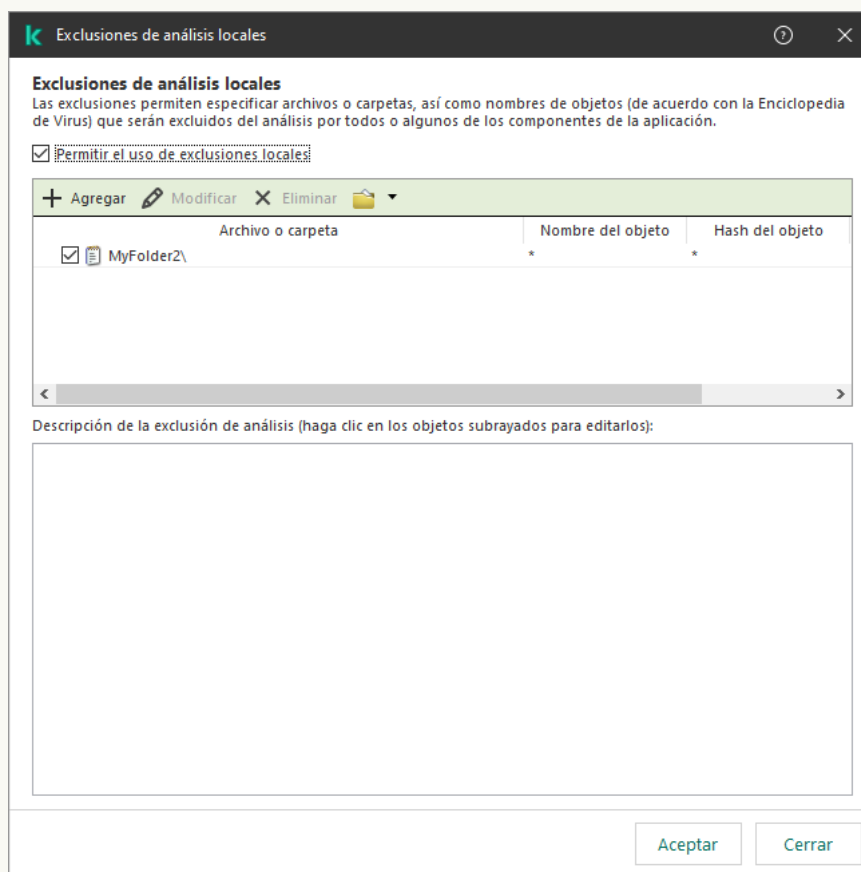 Exclusiones de análisis locales
Exclusiones de análisis locales
Las exclusiones permiten especificar archivos o carpetas, así como nombres de objetos (de acuerdo con la Enciclopedia
de Virus) que serán excluidos del análisis por todos o algunos de los componentes de la aplicación.
Permitir el uso de exclusiones locales
Agregar Modificar Eliminar
Archivo o carpeta Nombre del objeto Hash del objeto
MyFolder2\ * *
Descripción de la exclusión de análisis (haga clic en los objetos subrayados para editarlos):
Aceptar Cerrar